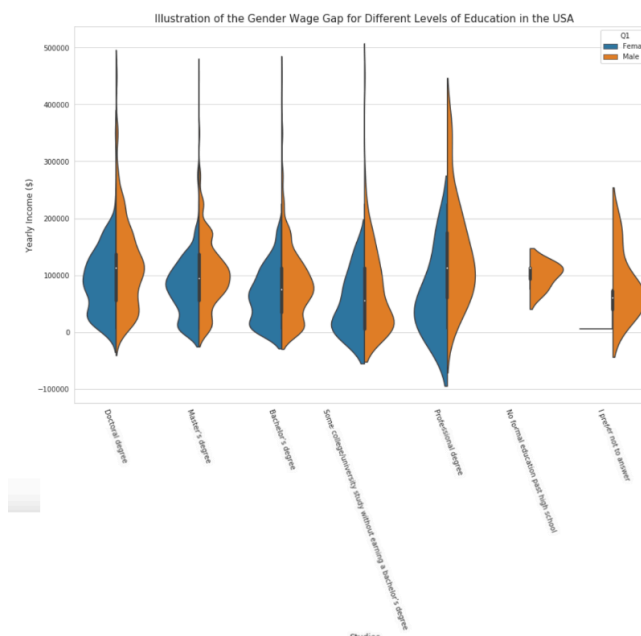 Illustration of the Gender Wage Gap for Different Levels of Education in the USA
Q1
Fema
Male
500000
400000
300000
200000
100000
0
−100000
Yearly Income ($)
Doctoral degree
Master's degree
Bachelor's degree
Some college/university study without earning a bachelor's degree
Professional degree
No formal education past high school
I prefer not to answer